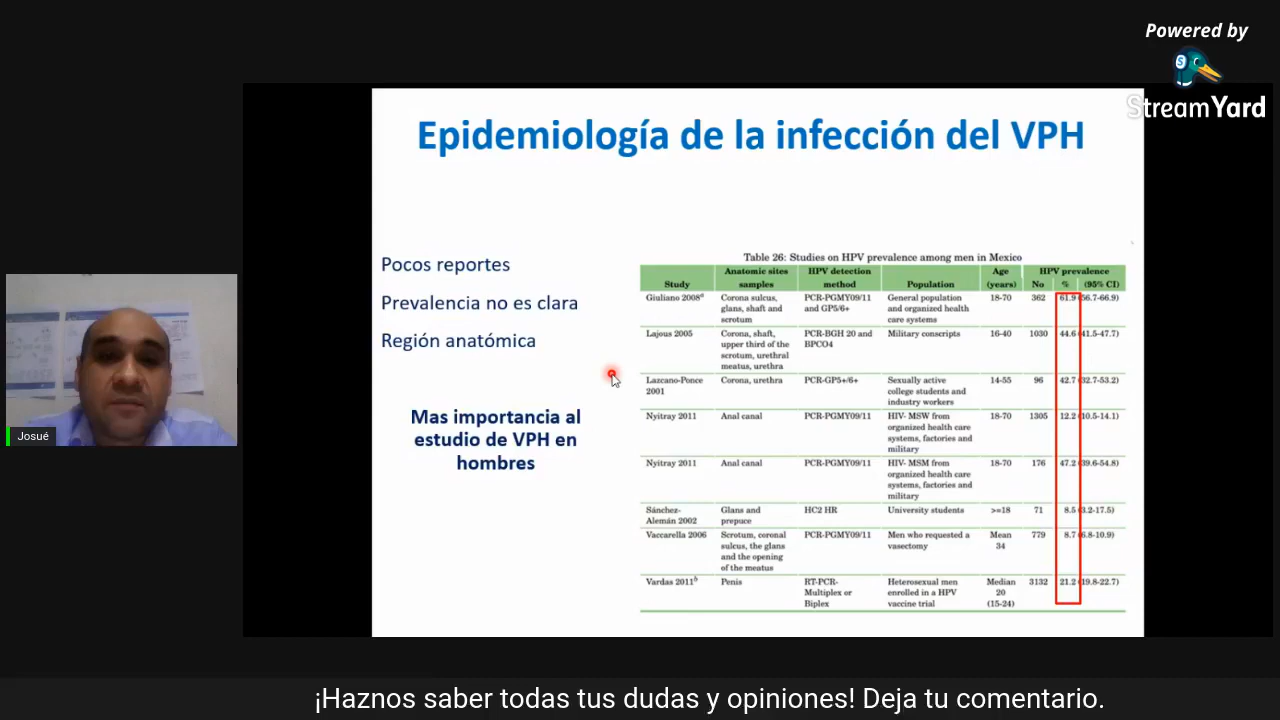 Powered by
StreamYard
Epidemiología de la infección del VPH
Pocos reportes
Prevalencia no es clara
Región anatómica
Mas importancia al
estudio de VPH en
hombres
Table 26: Studies on HPV prevalence among men in Mexico
Anatomic sites HPV detection Age HPV prevalence
Study samples method Population (years) No % (95% CI)
Giuliano 2008a Corona sulcus, PCR-PGMY09/11 General population 18-70 362 61.9 (56.7-66.9)
glans, shaft and and GP5/6+ and organized health
scrotum care systems
Lajous 2005 Corona, shaft, PCR-BGH 20 and Military conscripts 16-40 1030 44.6 (41.5-47.7)
upper third of the BPCO4
scrotum, urethral
meatus, urethra
Lazcano-Ponce Corona, urethra PCR-GP5+/6+ Sexually active 14-55 96 42.7 (32.7-53.2)
2001 college students and
industry workers
Nyitray 2011 Anal canal PCR-PGMY09/11 HIV- MSW from 18-70 1305 12.2 (10.5-14.1)
organized health care
systems, factories and
military
Nyitray 2011 Anal canal PCR-PGMY09/11 HIV- MSM from 18-70 176 47.2 (39.6-54.8)
organized health care
systems, factories and
military
Sánchez- Glans and HC2 HR University students >=18 71 8.5 (3.2-17.5)
Alemán 2002 prepuce
Vaccarella 2006 Scrotum, coronal PCR-PGMY09/11 Men who requested a Mean 779 8.7 (6.8-10.9)
sulcus, the glans vasectomy 34
and the opening
of the meatus
Vardas 2011b Penis RT-PCR- Heterosexual men Median 3132 21.2 (19.8-22.7)
Multiplex or enrolled in a HPV 20
Biplex vaccine trial (15-24)
Josué
¡Haznos saber todas tus dudas y opiniones! Deja tu comentario.